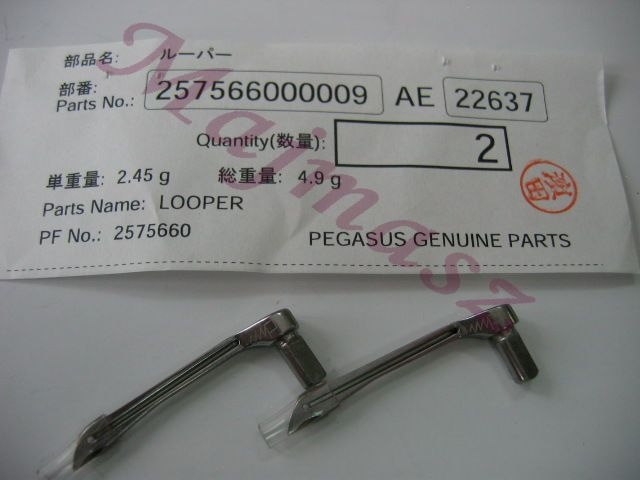 部品名: ルーパー
部番:
Parts No.: 257566000009 AE 22637
Quantity(数量): 2
単重量: 2.45 g 総重量: 4.9 g
Parts Name: LOOPER
PF No.: 2575660 PEGASUS GENUINE PARTS
Majmasz